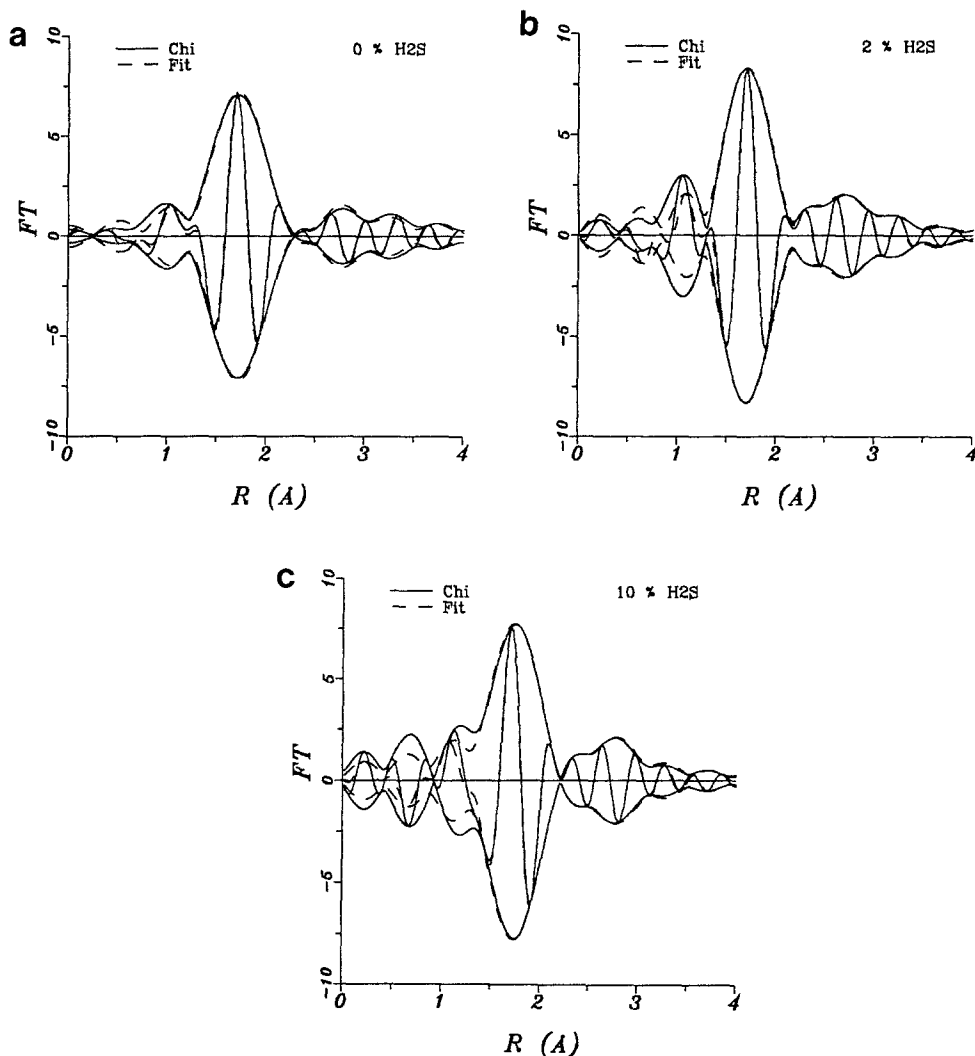 a
0 % H2S
Chi
Fit
10
5
0
-5
-10
FT
0 1 2 3 4
R (Å)
b
2 % H2S
Chi
Fit
10
5
0
-5
-10
FT
0 1 2 3 4
R (Å)
c
10 % H2S
Chi
Fit
10
5
0
-5
-10
FT
0 1 2 3 4
R (Å)